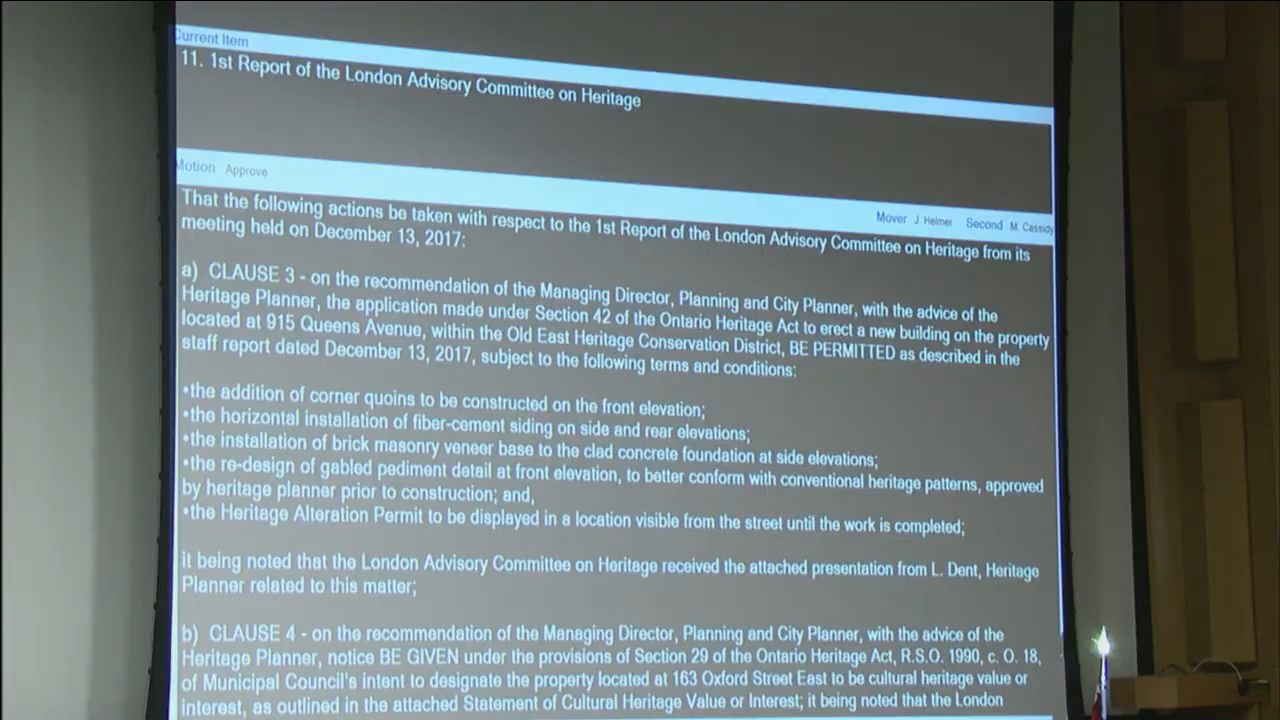 Current Item
11. 1st Report of the London Advisory Committee on Heritage
Motion Approve
Mover J. Helmer Second M. Cassidy
That the following actions be taken with respect to the 1st Report of the London Advisory Committee on Heritage from its
meeting held on December 13, 2017:
a) CLAUSE 3 - on the recommendation of the Managing Director, Planning and City Planner, with the advice of the
Heritage Planner, the application made under Section 42 of the Ontario Heritage Act to erect a new building on the property
located at 915 Queens Avenue, within the Old East Heritage Conservation District, BE PERMITTED as described in the
staff report dated December 13, 2017, subject to the following terms and conditions:
•the addition of corner quoins to be constructed on the front elevation;
•the horizontal installation of fiber-cement siding on side and rear elevations;
•the installation of brick masonry veneer base to the clad concrete foundation at side elevations;
•the re-design of gabled pediment detail at front elevation, to better conform with conventional heritage patterns, approved
by heritage planner prior to construction; and,
•the Heritage Alteration Permit to be displayed in a location visible from the street until the work is completed;
it being noted that the London Advisory Committee on Heritage received the attached presentation from L. Dent, Heritage
Planner related to this matter;
b) CLAUSE 4 - on the recommendation of the Managing Director, Planning and City Planner, with the advice of the
Heritage Planner, notice BE GIVEN under the provisions of Section 29 of the Ontario Heritage Act, R.S.O. 1990, c. O. 18,
of Municipal Council's intent to designate the property located at 163 Oxford Street East to be cultural heritage value or
interest, as outlined in the attached Statement of Cultural Heritage Value or Interest; it being noted that the London